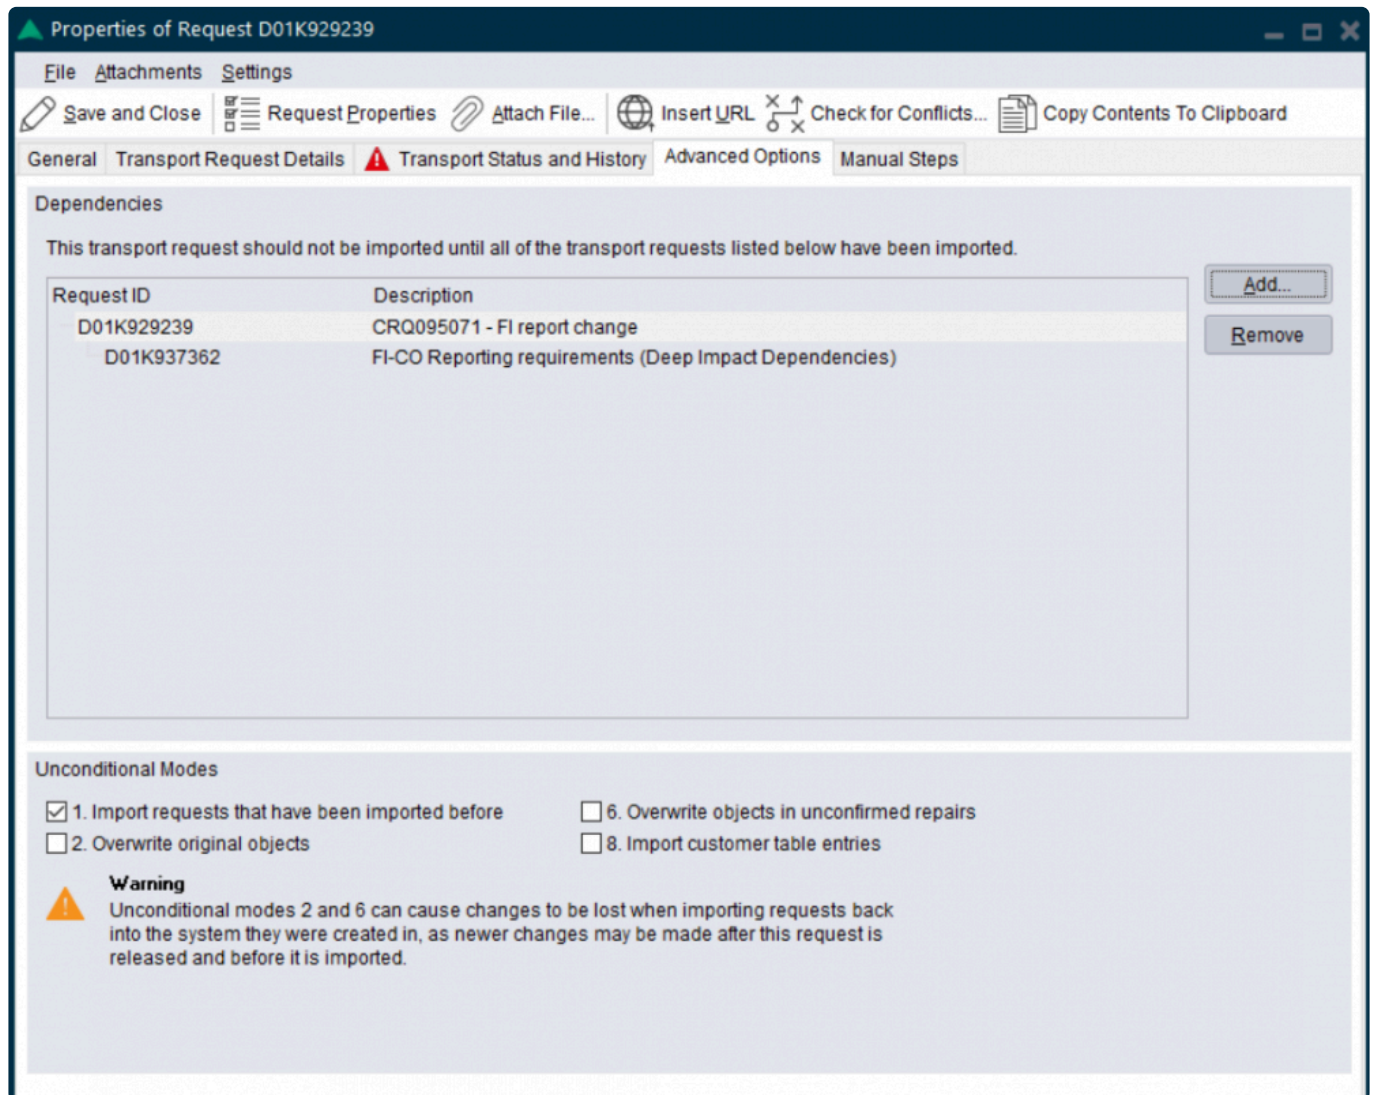 Properties of Request D01K929239
File Attachments Settings
Save and Close Request Properties Attach File... Insert URL Check for Conflicts... Copy Contents To Clipboard
General Transport Request Details Transport Status and History Advanced Options Manual Steps
Dependencies
This transport request should not be imported until all of the transport requests listed below have been imported.
Request ID Description
Add...
D01K929239 CRQ095071 - FI report change
Remove
D01K937362 FI-CO Reporting requirements (Deep Impact Dependencies)
Unconditional Modes
1. Import requests that have been imported before 6. Overwrite objects in unconfirmed repairs
2. Overwrite original objects 8. Import customer table entries
Warning
Unconditional modes 2 and 6 can cause changes to be lost when importing requests back
into the system they were created in, as newer changes may be made after this request is
released and before it is imported.